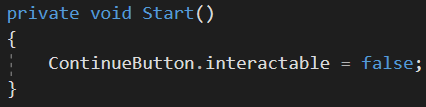 private void Start()
{
    ContinueButton.interactable = false;
}